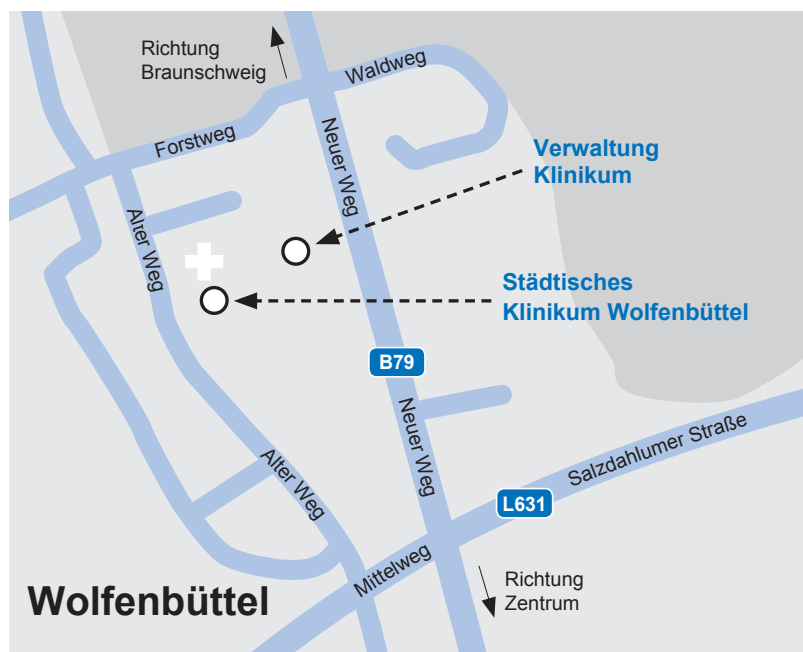 Richtung
Braunschweig
Waldweg
Forstweg
Neuer Weg
Verwaltung
Klinikum
Alter Weg
Städtisches
Klinikum Wolfenbüttel
B79
Neuer Weg
Salzdahlumer Straße
Alter Weg
L631
Mittelweg
Richtung
Zentrum
Wolfenbüttel